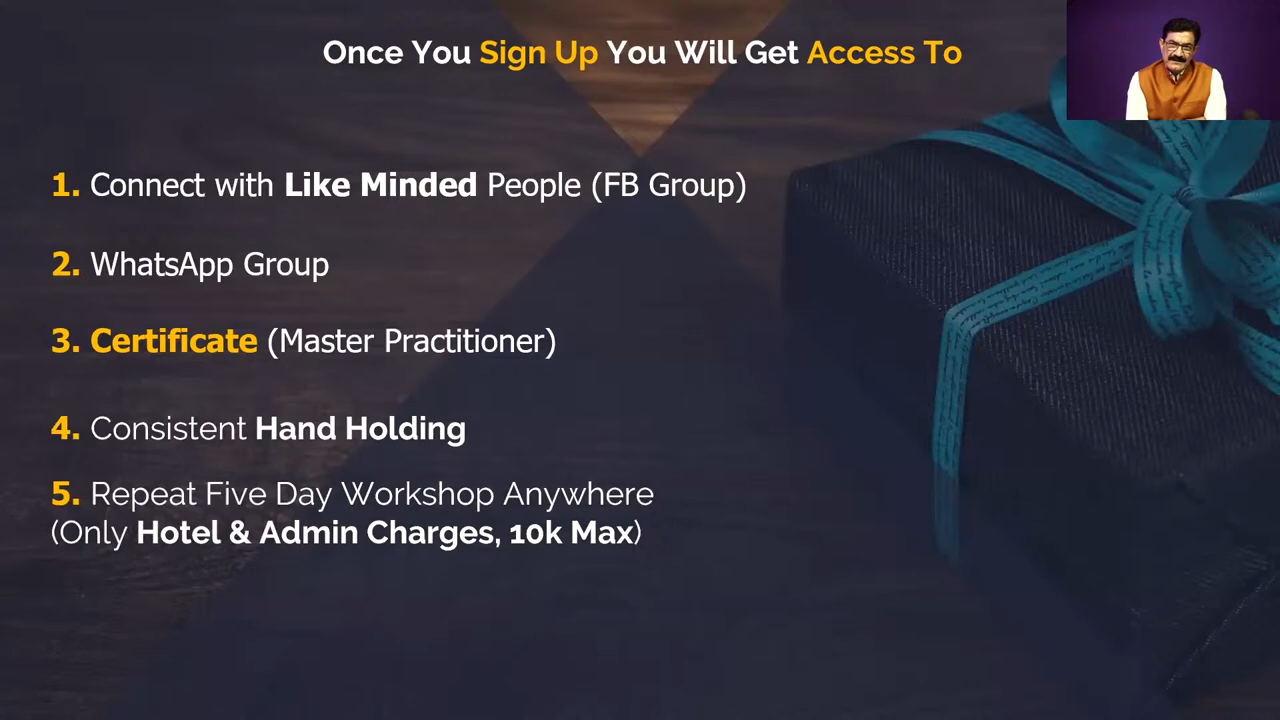 Once You Sign Up You Will Get Access To
1. Connect with Like Minded People (FB Group)
2. WhatsApp Group
3. Certificate (Master Practitioner)
4. Consistent Hand Holding
5. Repeat Five Day Workshop Anywhere
(Only Hotel & Admin Charges, 10k Max)